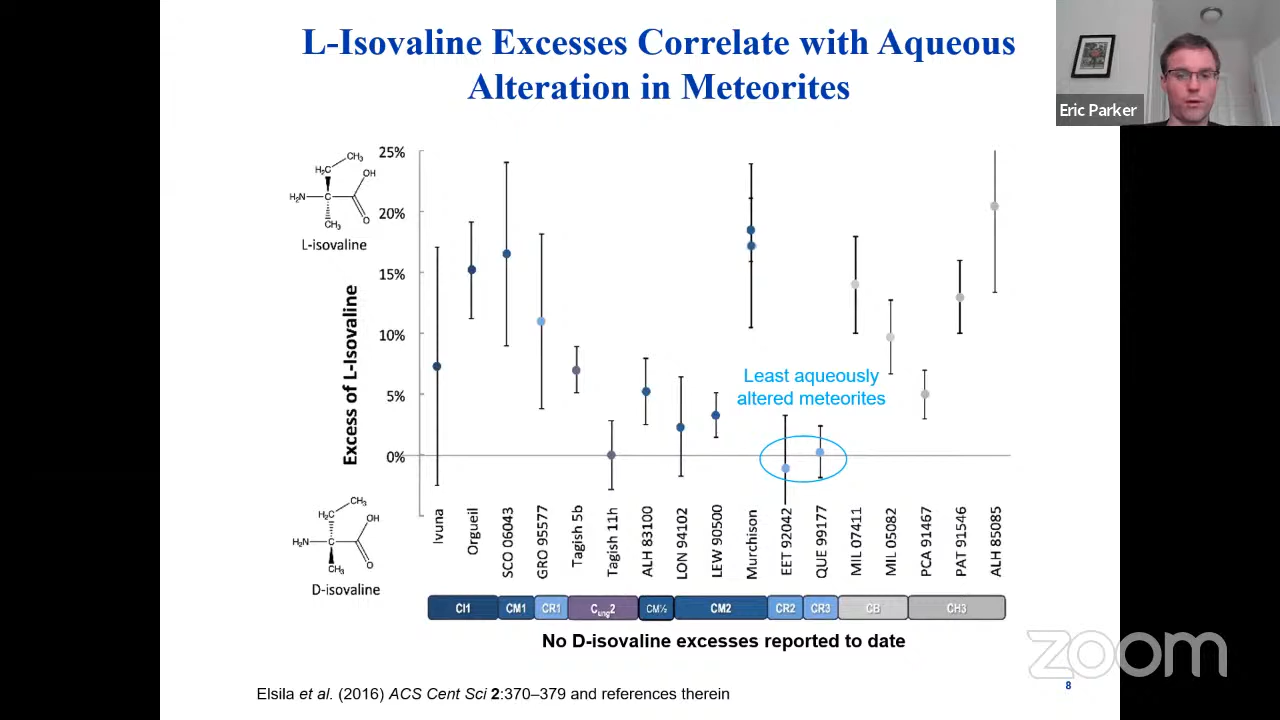 L-Isovaline Excesses Correlate with Aqueous
Alteration in Meteorites
Eric Parker
25%
20%
15%
10%
5%
0%
Excess of L-Isovaline
CH₃
H₂C
OH
H₂N
C
O
CH₃
L-isovaline
CH₃
H₂C
OH
H₂N
C
O
CH₃
D-isovaline
Least aqueously
altered meteorites
Ivuna
Orgueil
SCO 06043
GRO 95577
Tagish 5b
Tagish 11h
ALH 83100
LON 94102
LEW 90500
Murchison
EET 92042
QUE 99177
MIL 07411
MIL 05082
PCA 91467
PAT 91546
ALH 85085
CI1 CM1 CR1 Cung2 CM½ CM2 CR2 CR3 CB CH3
No D-isovaline excesses reported to date
zoom
8
Elsila et al. (2016) ACS Cent Sci 2:370–379 and references therein